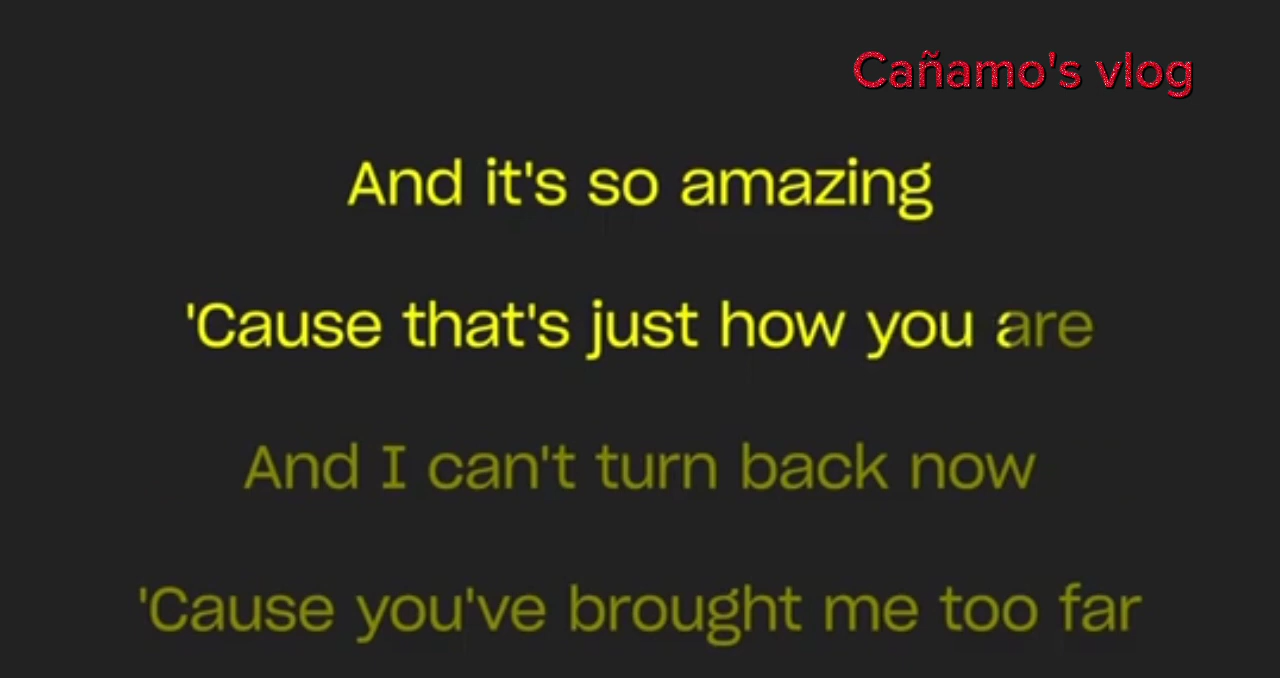 Cañamo's vlog
And it's so amazing
'Cause that's just how you are
And I can't turn back now
'Cause you've brought me too far